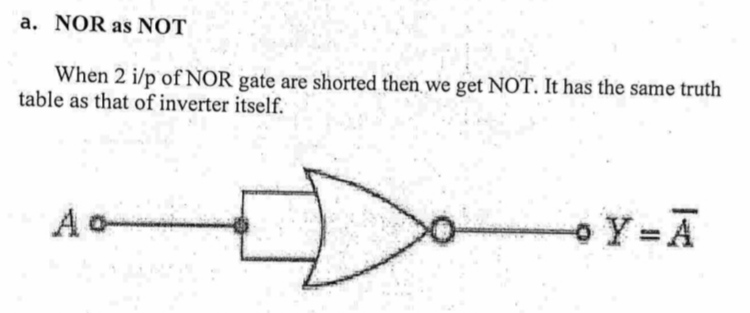 a. NOR as NOT
When 2 i/p of NOR gate are shorted then we get NOT. It has the same truth
table as that of inverter itself.
A Y = A̅